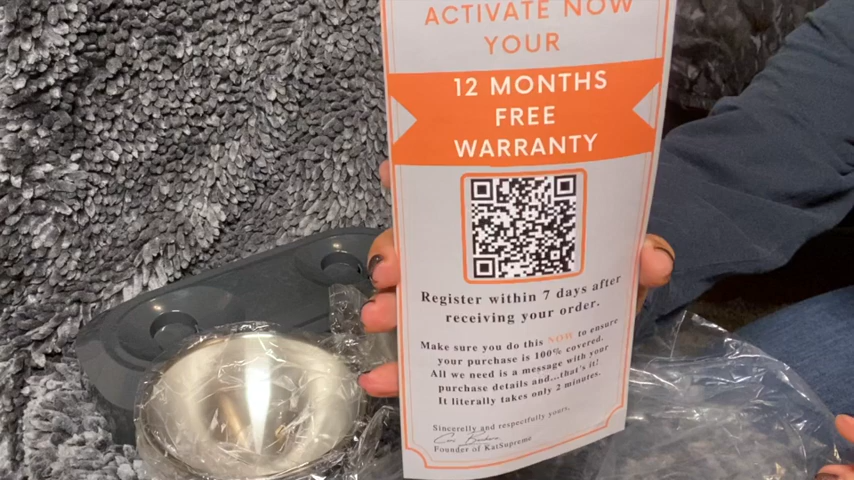 ACTIVATE NOW
YOUR
12 MONTHS
FREE
WARRANTY
Register within 7 days after
receiving your order.
Make sure you do this NOW to ensure
your purchase is 100% covered.
All we need is a message with your
purchase details and...that's it!
It literally takes only 2 minutes.
Sincerelly and respectfully yours,
Founder of KatSupreme